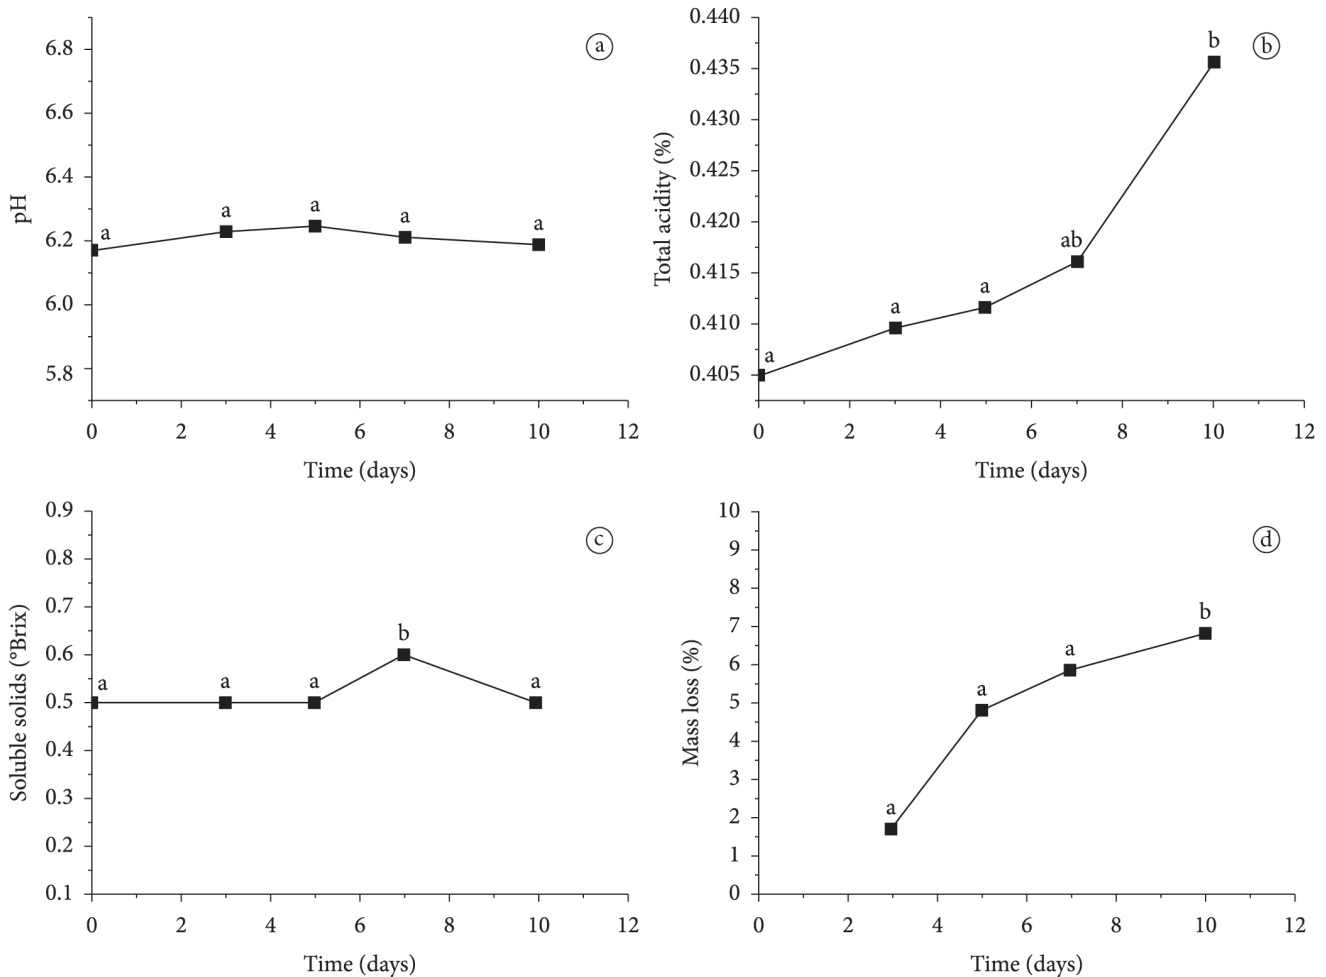 a
6.8
6.6
6.4
6.2
6.0
5.8
pH
a
a
a
a
a
0
2
4
6
8
10
12
Time (days)
b
0.440
0.435
0.430
0.425
0.420
0.415
0.410
0.405
Total acidity (%)
a
a
a
ab
b
0
2
4
6
8
10
12
Time (days)
c
0.9
0.8
0.7
0.6
0.5
0.4
0.3
0.2
0.1
Soluble solids (°Brix)
a
a
a
b
a
0
2
4
6
8
10
12
Time (days)
d
10
9
8
7
6
5
4
3
2
1
0
Mass loss (%)
a
a
a
b
0
2
4
6
8
10
12
Time (days)